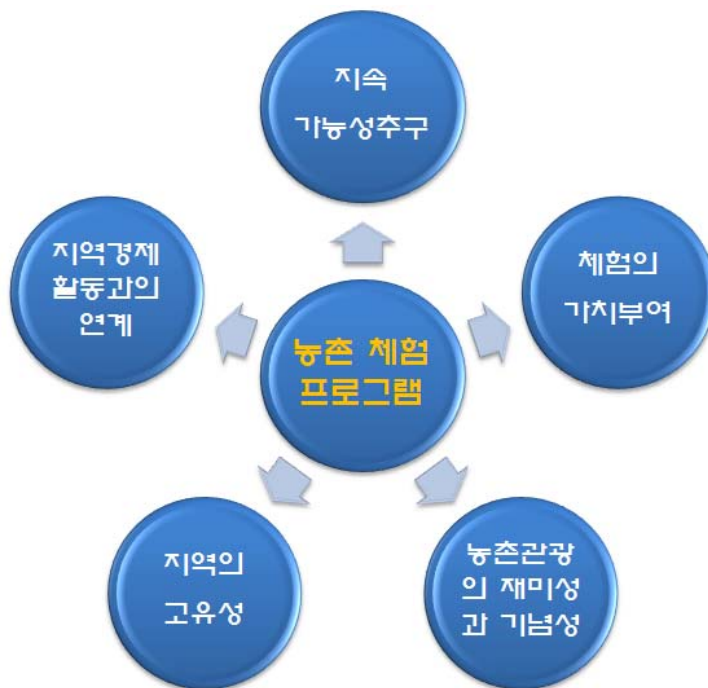 지속
가능성추구
지역경제
활동과의
연계
체험의
가치부여
농촌 체험
프로그램
지역의
고유성
농촌관광
의 재미성
과 기념성